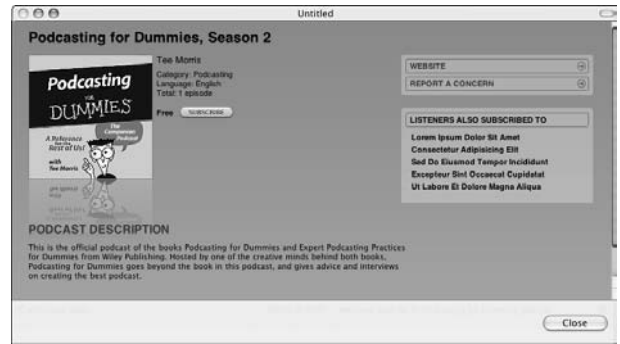 Untitled
Podcasting for Dummies, Season 2
Tee Morris
Category: Podcasting
Language: English
Total: 1 episode
Free SUBSCRIBE
Podcasting
FOR
DUMMIES
The
Companion
Podcast
A Reference
for the
Rest of Us!
with
Tee Morris
WEBSITE
REPORT A CONCERN
LISTENERS ALSO SUBSCRIBED TO
Lorem Ipsum Dolor Sit Amet
Consectetur Adipisicing Elit
Sed Do Eiusmod Tempor Incididunt
Excepteur Sint Occaecat Cupidatat
Ut Labore Et Dolore Magna Aliqua
PODCAST DESCRIPTION
This is the official podcast of the books Podcasting for Dummies and Expert Podcasting Practices
for Dummies from Wiley Publishing. Hosted by one of the creative minds behind both books,
Podcasting for Dummies goes beyond the book in this podcast, and gives advice and interviews
on creating the best podcast.
Close